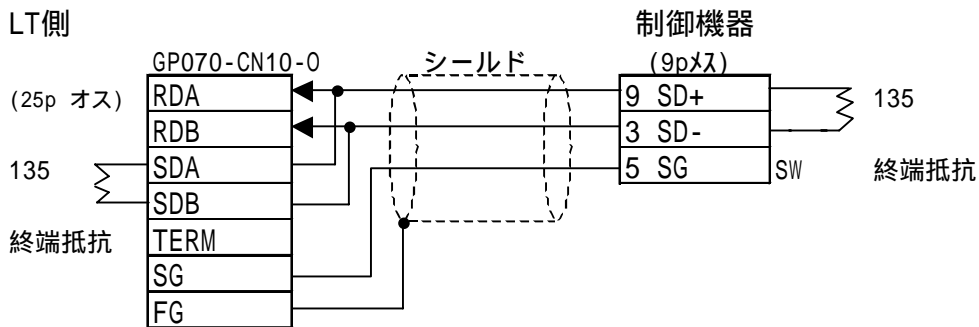 LT側
制御機器
GP070-CN10-O
シールド
(9pメス)
(25p オス)
RDA
RDB
SDA
SDB
TERM
SG
FG
9 SD+
3 SD-
5 SG
SW
135
終端抵抗
135
終端抵抗